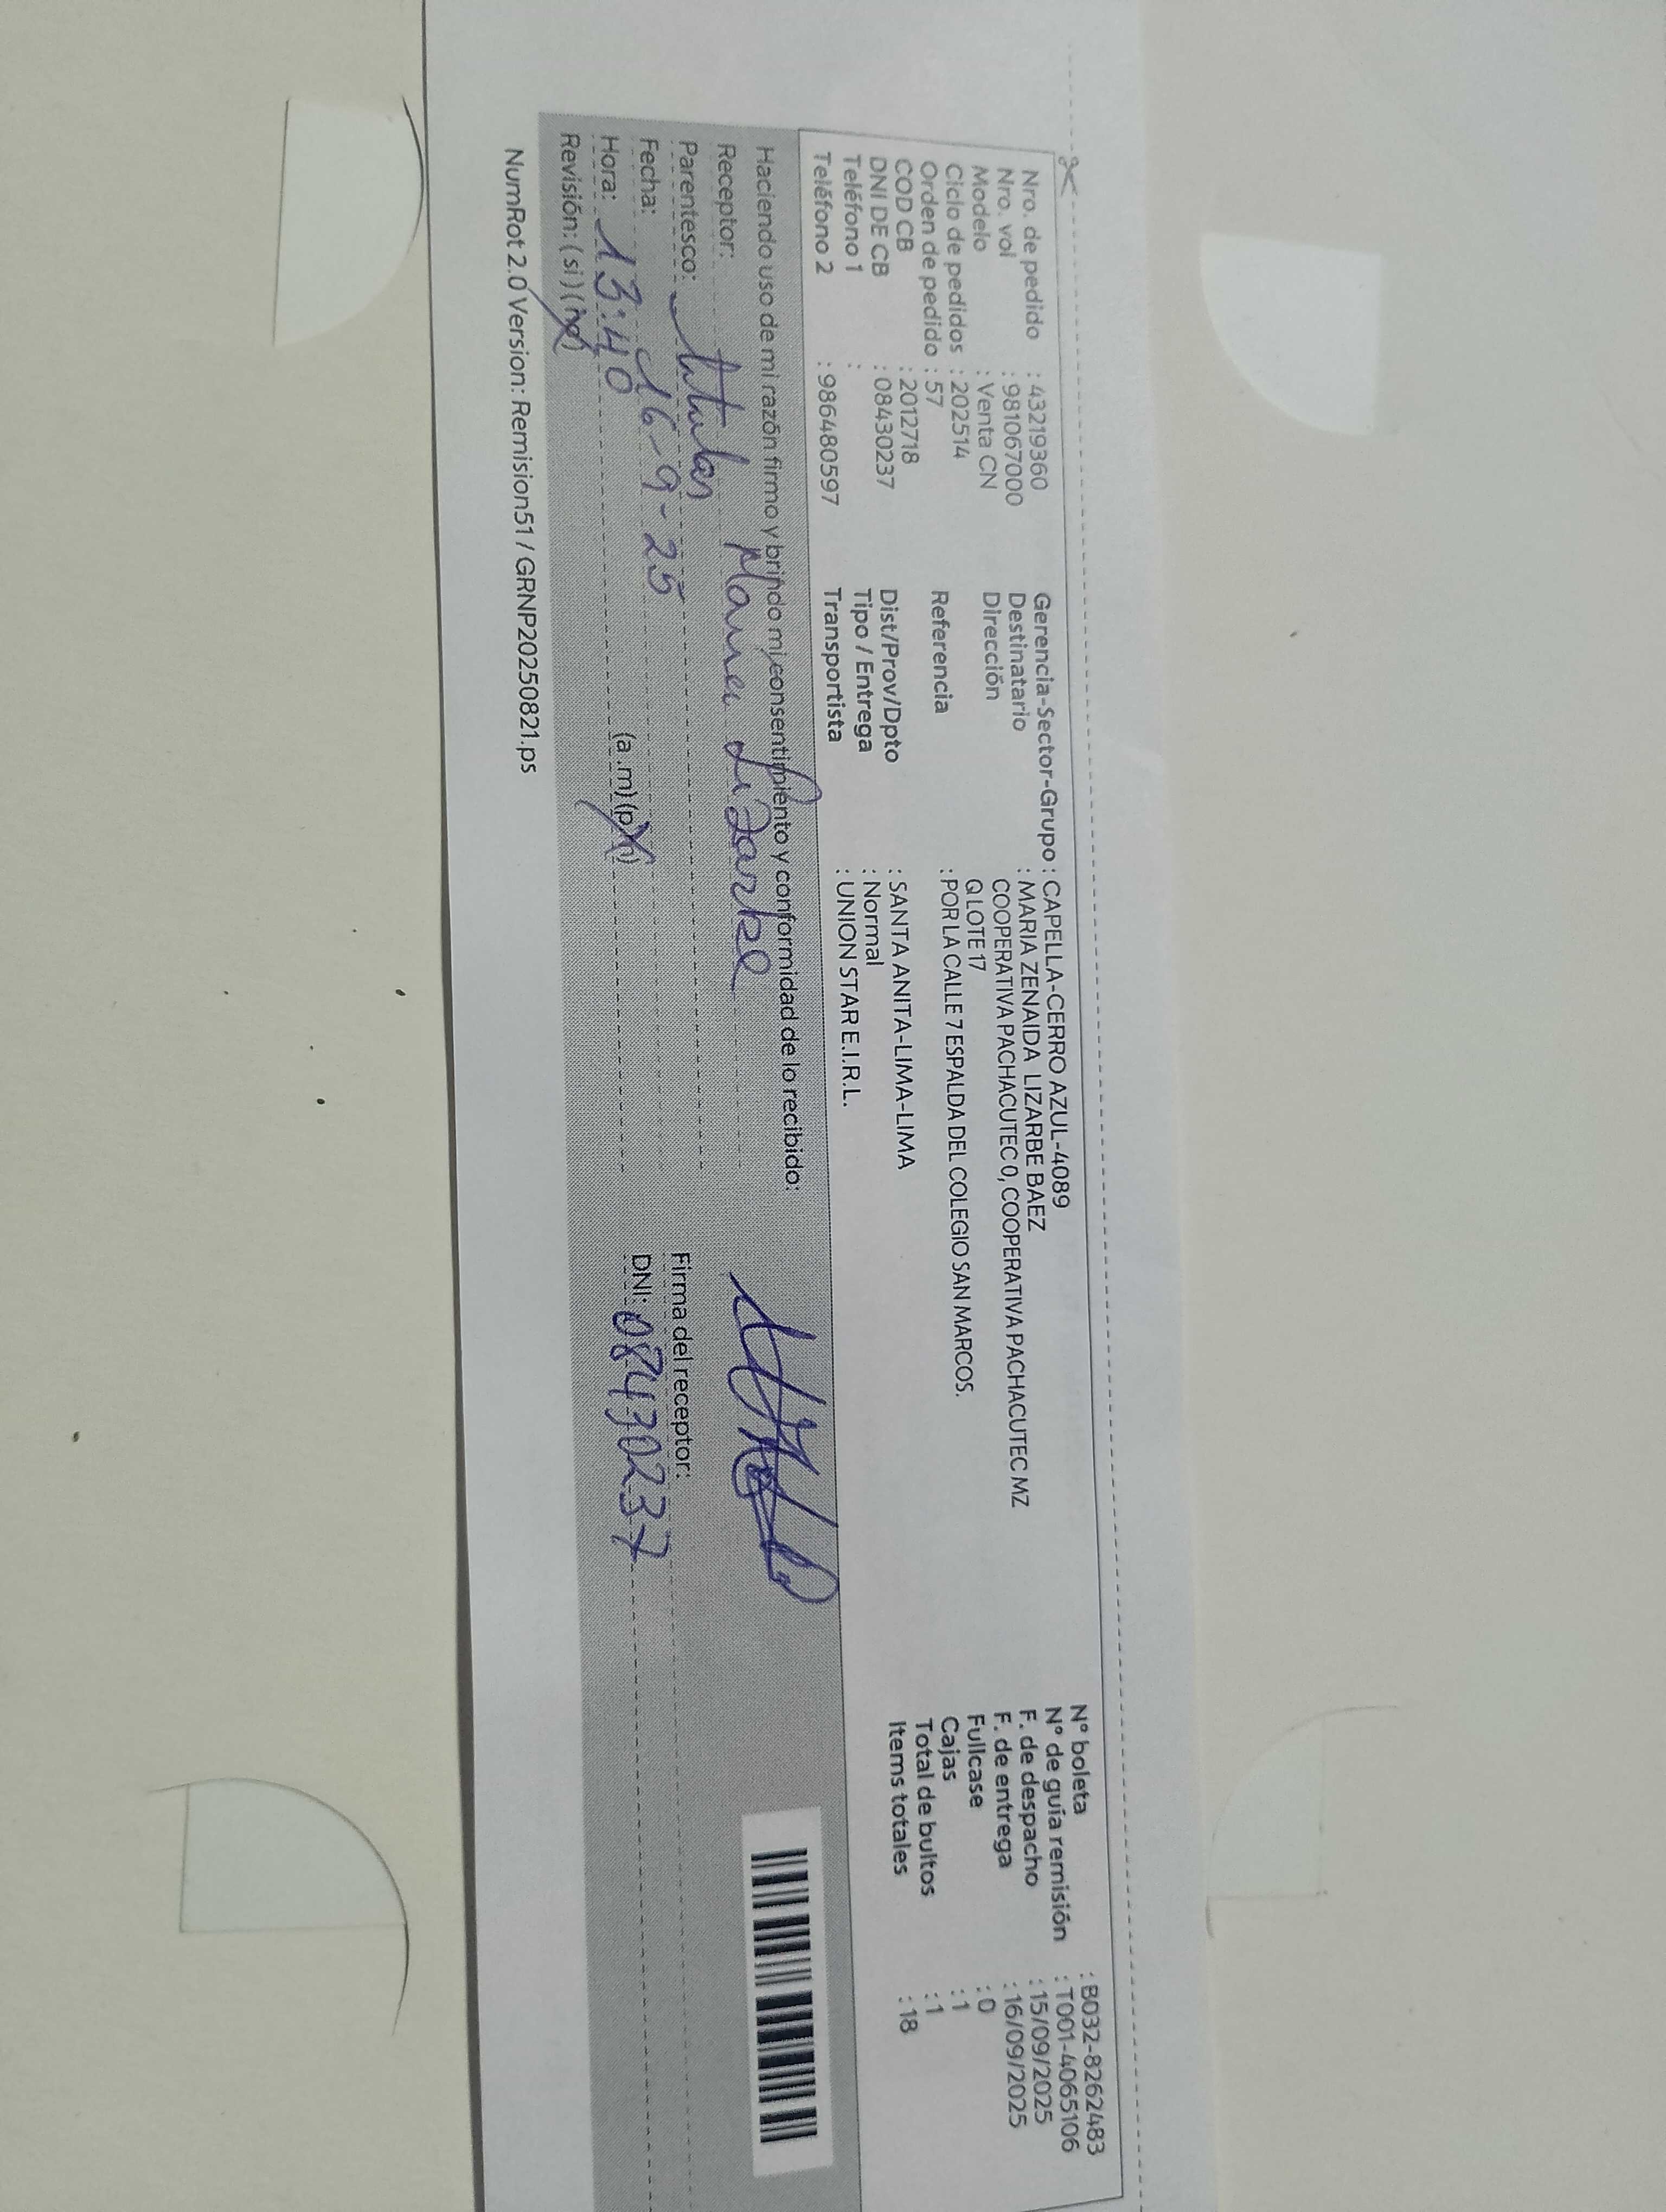 Nro. de pedido : 43219360
Nro. vol : 981067000
Modelo : Venta CN
Ciclo de pedidos : 202514
Orden de pedido : 57
COD CB : 2012718
DNI DE CB : 08430237
Teléfono 1 :
Teléfono 2 : 986480597
Gerencia-Sector-Grupo : CAPELLA-CERRO AZUL-4089
Destinatario : MARIA ZENAIDA LIZARBE BAEZ
Dirección COOPERATIVA PACHACUTEC 0, COOPERATIVA PACHACUTEC MZ
Q LOTE 17
Referencia : POR LA CALLE 7 ESPALDA DEL COLEGIO SAN MARCOS.
Dist/Prov/Dpto : SANTA ANITA-LIMA-LIMA
Tipo / Entrega : Normal
Transportista : UNION STAR E.I.R.L.
N° boleta : B032-8262483
N° de guía remisión : T001-4065106
F. de despacho : 15/09/2025
F. de entrega : 16/09/2025
Fullcase : 0
Cajas : 1
Total de bultos : 1
Items totales : 18
Haciendo uso de mi razón firmo y brindo mi consentimiento y conformidad de lo recibido:
Receptor: Maria Lizarbe
Parentesco: titular
Fecha: 16-9-25
Hora: 13:40 (a.m) (p.m)
Revisión: (si) (no)
Firma del receptor:
DNI: 08430237
NumRot 2.0 Version: Remision51 / GRNP20250821.ps